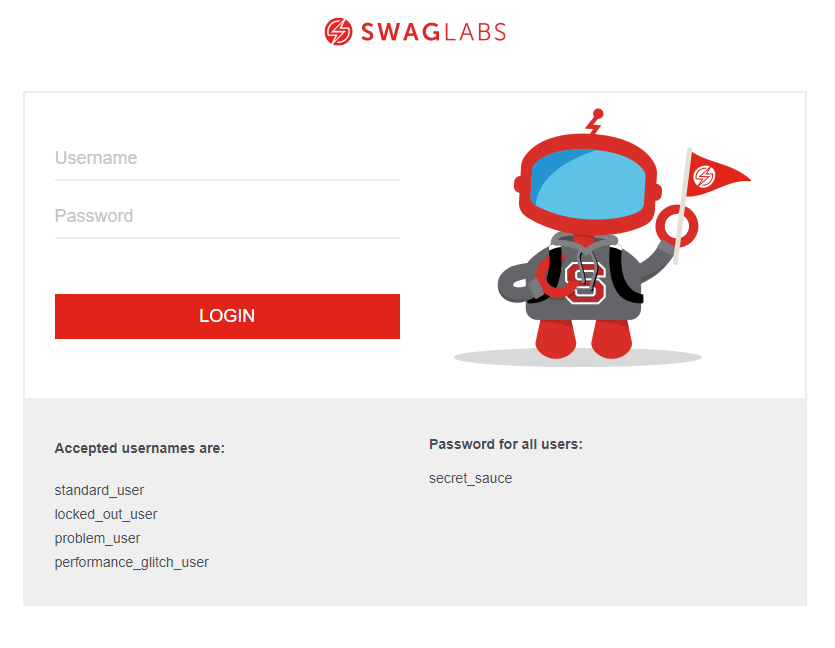 SWAGLABS
Username
Password
LOGIN
Accepted usernames are:
standard_user
locked_out_user
problem_user
performance_glitch_user
Password for all users:
secret_sauce